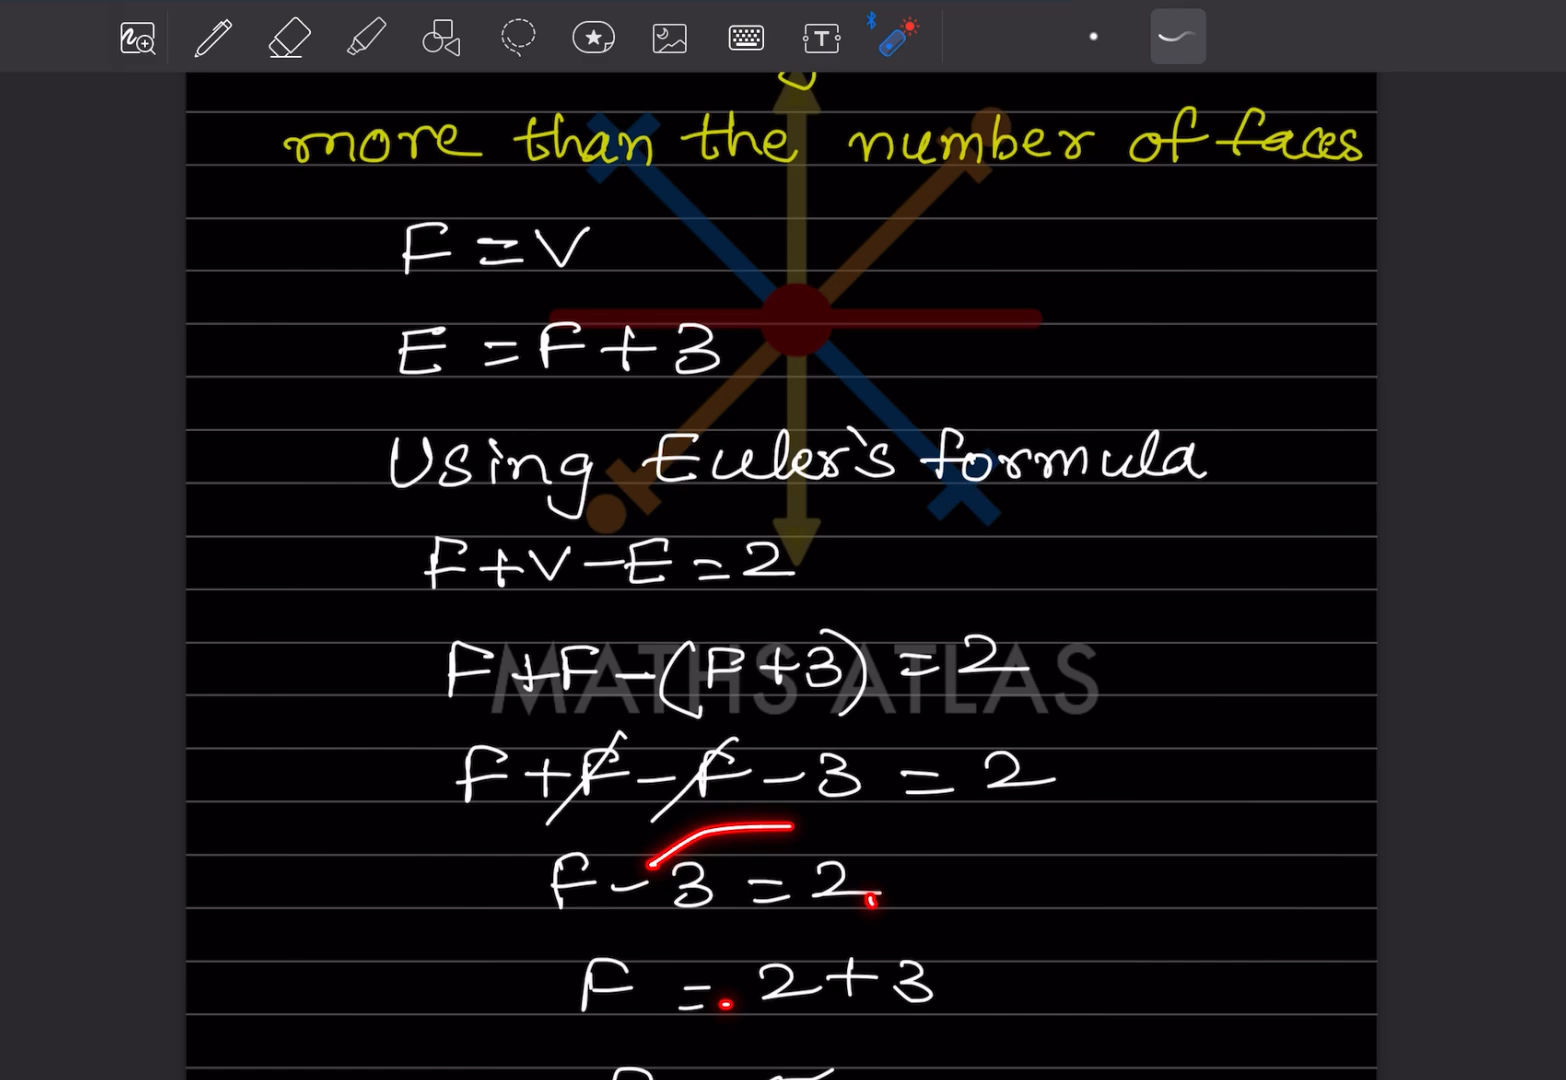 more than the number of faces
F = V
E = F + 3
Using Euler's formula
F + V - E = 2
F + F - (F + 3) = 2
MATHS ATLAS
F + F - F - 3 = 2
F - 3 = 2
F = 2 + 3